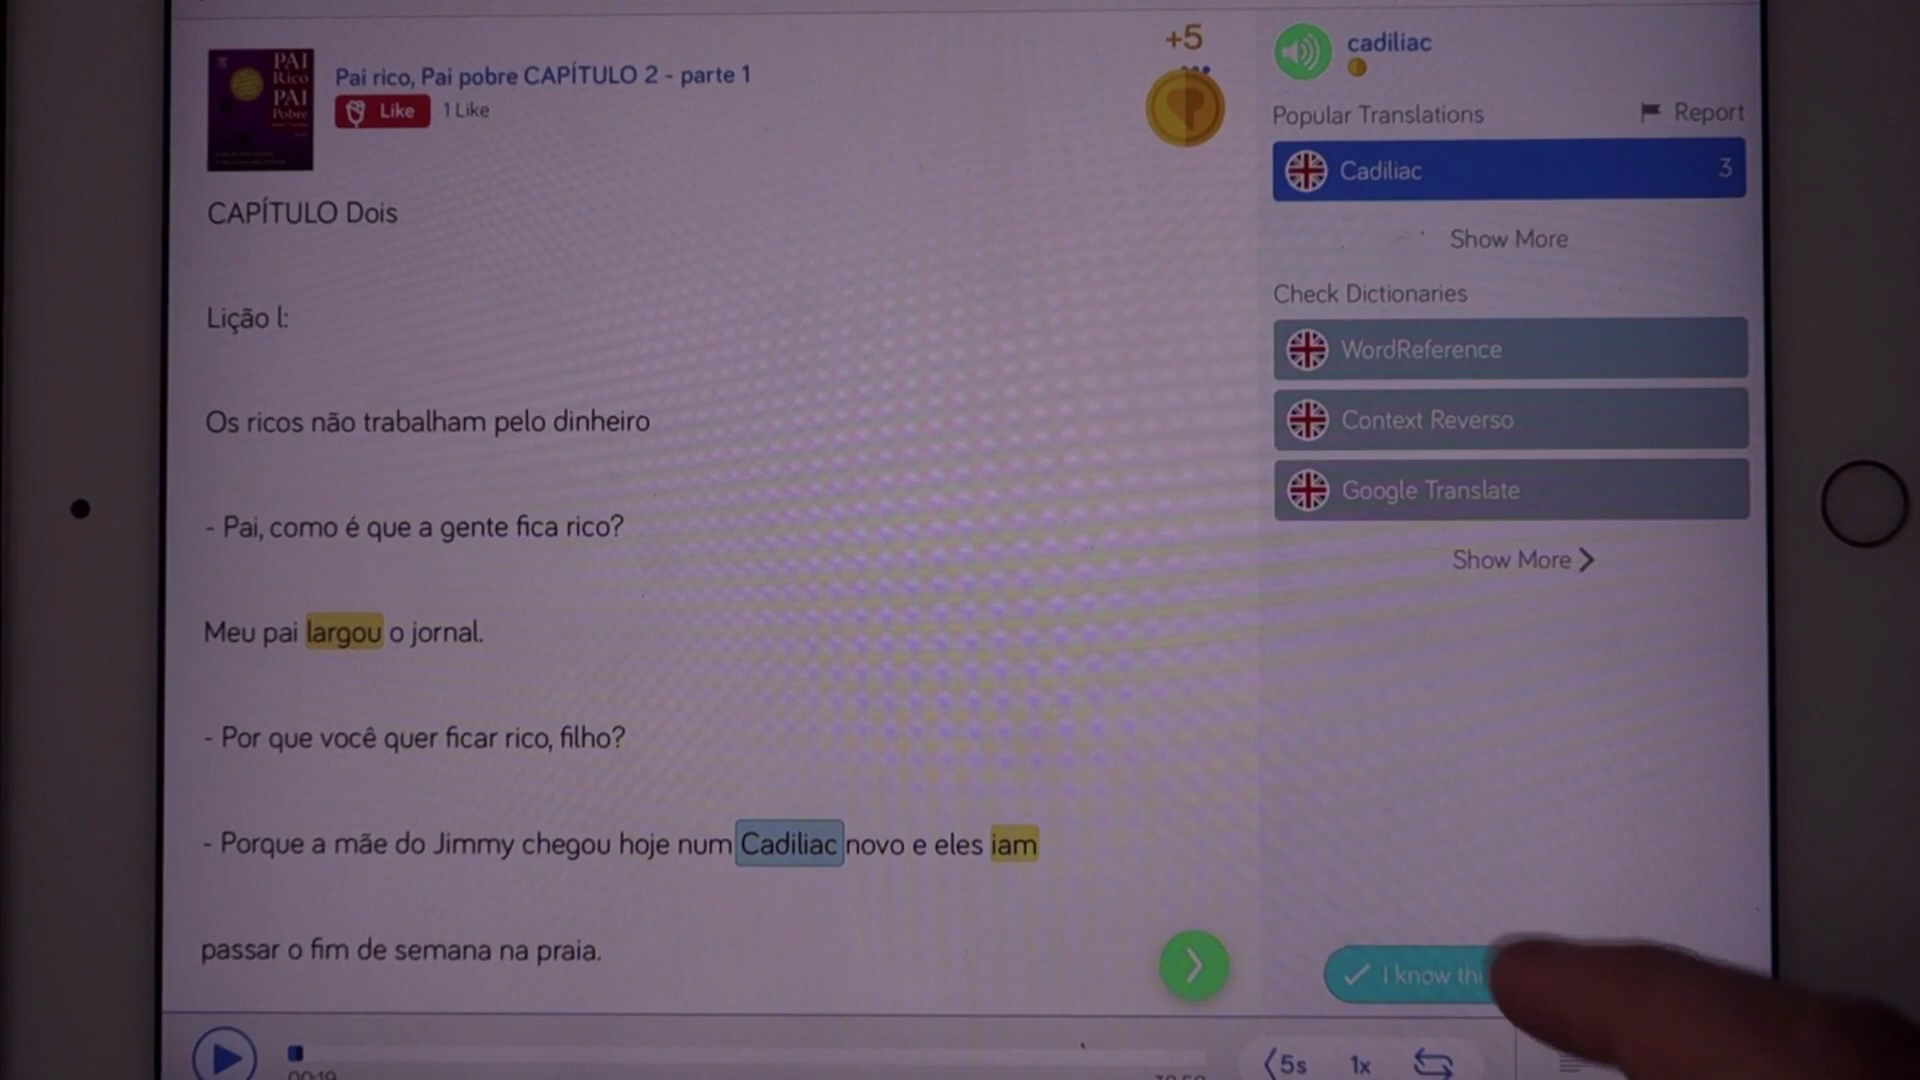 PAI
Rico
PAI
Pobre
Pai rico, Pai pobre CAPÍTULO 2 - parte 1
Like
1 Like
+5
CAPÍTULO Dois
Lição l:
Os ricos não trabalham pelo dinheiro
- Pai, como é que a gente fica rico?
Meu pai largou o jornal.
- Por que você quer ficar rico, filho?
- Porque a mãe do Jimmy chegou hoje num Cadiliac novo e eles iam
passar o fim de semana na praia.
cadiliac
Popular Translations
Report
Cadiliac
3
Show More
Check Dictionaries
WordReference
Context Reverso
Google Translate
Show More
I know thi
00:19
5s
1x